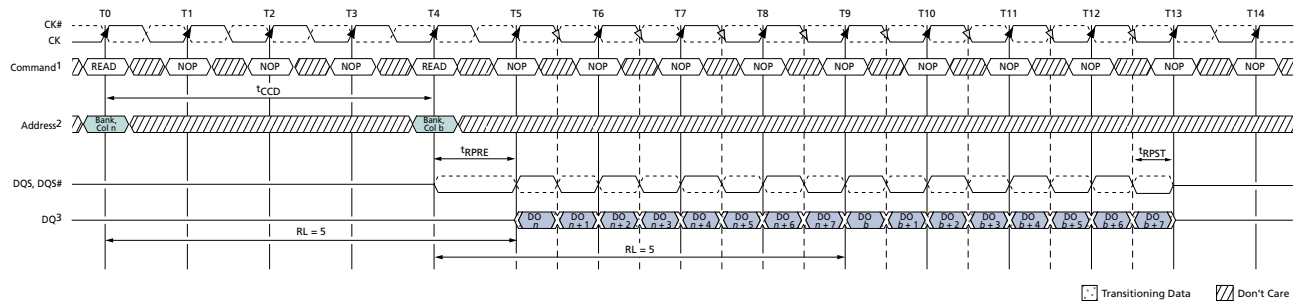 T0 T1 T2 T3 T4 T5 T6 T7 T8 T9 T10 T11 T12 T13 T14
CK#
CK
Command1 READ NOP NOP NOP READ NOP NOP NOP NOP NOP NOP NOP NOP NOP NOP
tCCD
Address2 Bank, Col n Bank, Col b
tRPRE tRPST
DQS, DQS#
DQ3 DO n DO n + 1 DO n + 2 DO n + 3 DO n + 4 DO n + 5 DO n + 6 DO n + 7 DO b DO b + 1 DO b + 2 DO b + 3 DO b + 4 DO b + 5 DO b + 6 DO b + 7
RL = 5
RL = 5
Transitioning Data Don't Care